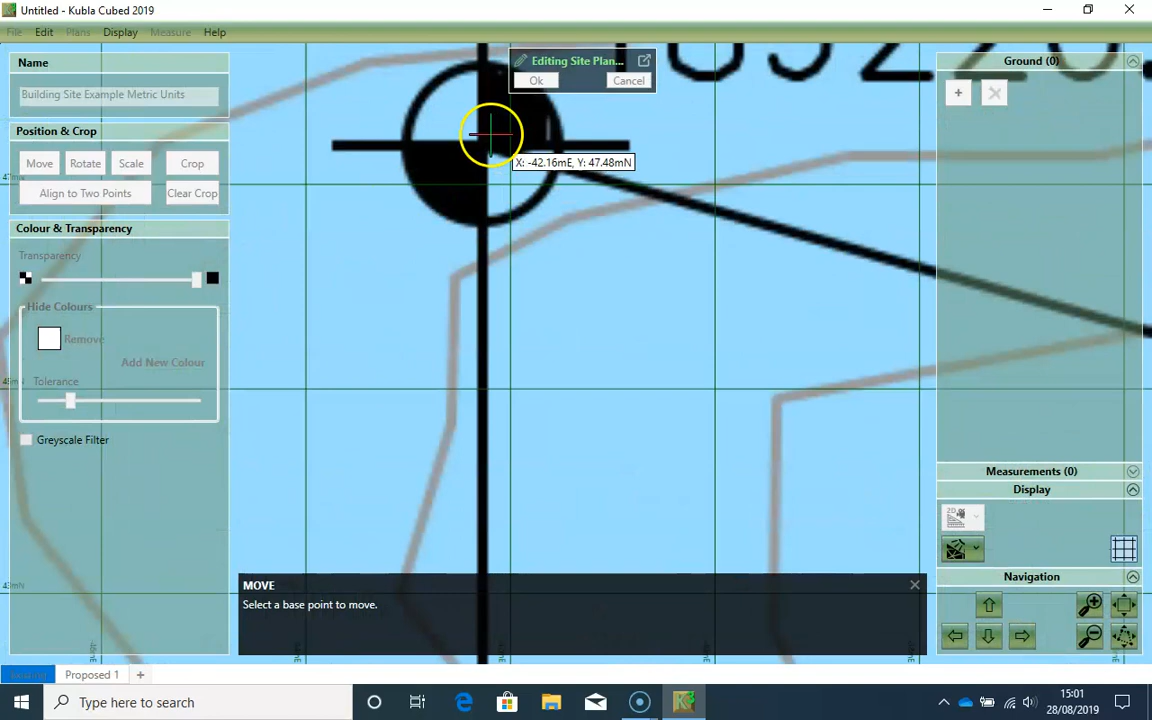 Untitled - Kubla Cubed 2019
File Edit Plans Display Measure Help
Name
Building Site Example Metric Units
Position & Crop
Move Rotate Scale Crop
Align to Two Points Clear Crop
Colour & Transparency
Transparency
Hide Colours
Remove
Add New Colour
Tolerance
Greyscale Filter
Editing Site Plan...
Ok Cancel
X: -42.16mE, Y: 47.48mN
MOVE
Select a base point to move.
Ground (0)
+
Measurements (0)
Display
2D
Navigation
Proposed 1 +
Type here to search
15:01
28/08/2019